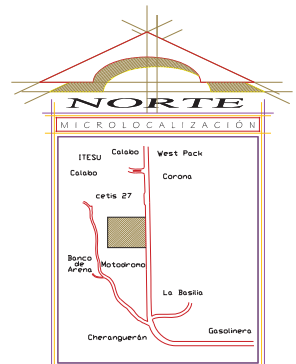 NORTE
MICROLOCALIZACIÓN
Calabo
West Pack
ITESU
Calabo
Corona
cetis 27
Banco
de
Arena
Motodromo
La Basilia
Gasolinera
Cheranguerán